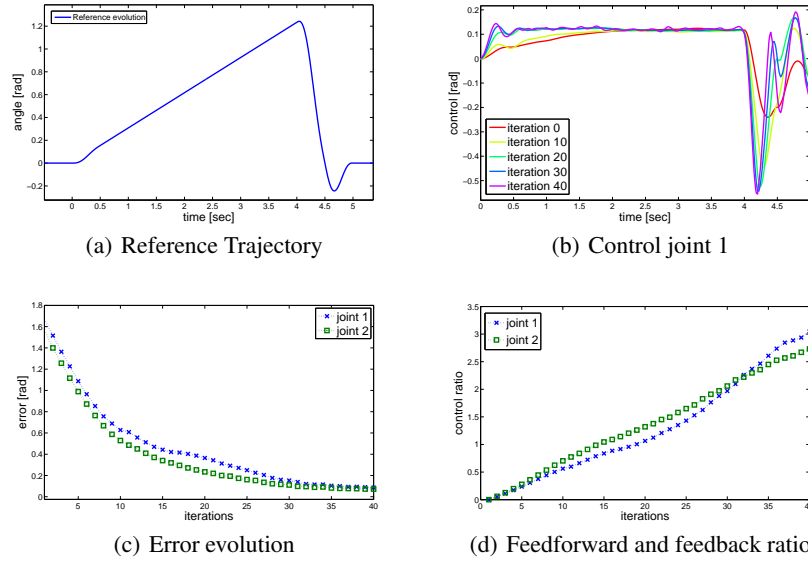 Reference evolution
angle [rad]
1.2
1
0.8
0.6
0.4
0.2
0
−0.2
0 0.5 1 1.5 2 2.5 3 3.5 4 4.5 5
time [sec]
(a) Reference Trajectory
control [rad]
0.2
0.1
0
−0.1
−0.2
−0.3
−0.4
−0.5
iteration 0
iteration 10
iteration 20
iteration 30
iteration 40
0 0.5 1 1.5 2 2.5 3 3.5 4 4.5
time [sec]
(b) Control joint 1
error [rad]
1.8
1.6
1.4
1.2
1
0.8
0.6
0.4
0.2
0
joint 1
joint 2
5 10 15 20 25 30 35 40
iterations
(c) Error evolution
control ratio
3.5
3
2.5
2
1.5
1
0.5
0
joint 1
joint 2
0 5 10 15 20 25 30 35
iterations
(d) Feedforward and feedback ratio